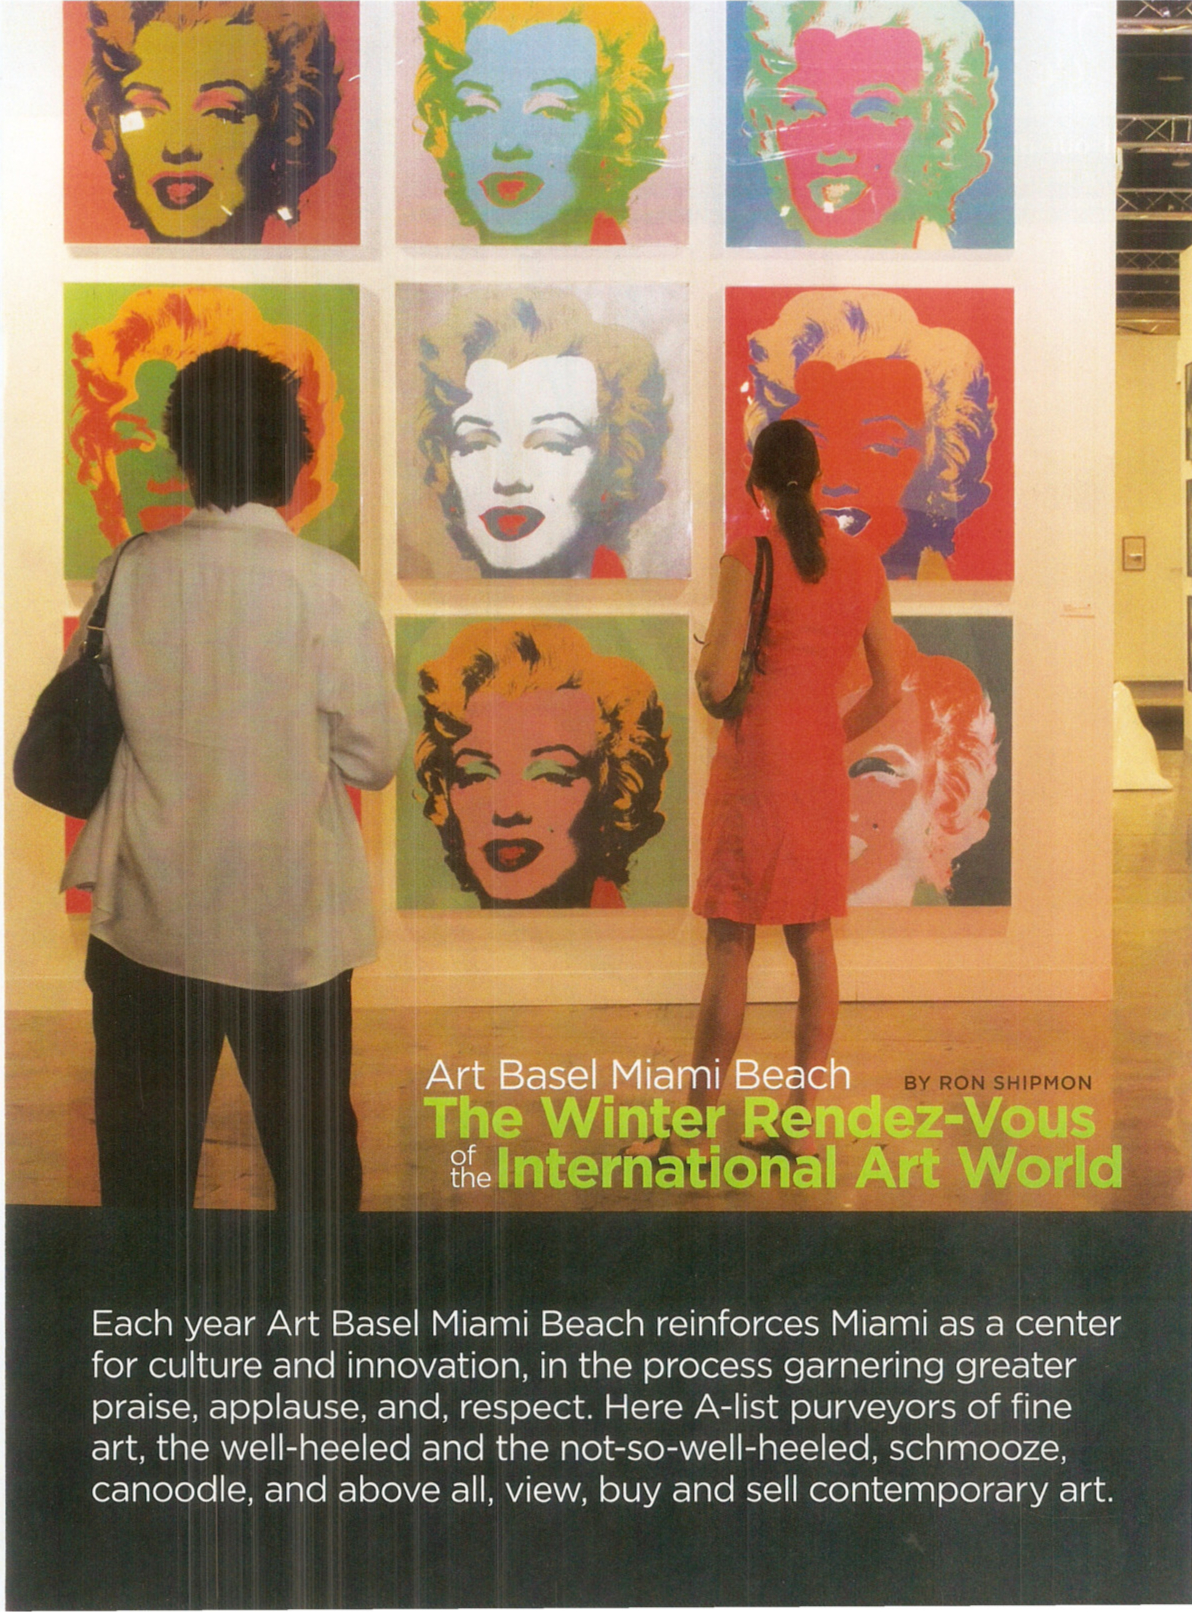 Art Basel Miami Beach
BY RON SHIPMON
The Winter Rendez-Vous
of the International Art World
Each year Art Basel Miami Beach reinforces Miami as a center
for culture and innovation, in the process garnering greater
praise, applause, and, respect. Here A-list purveyors of fine
art, the well-heeled and the not-so-well-heeled, schmooze,
canoodle, and above all, view, buy and sell contemporary art.